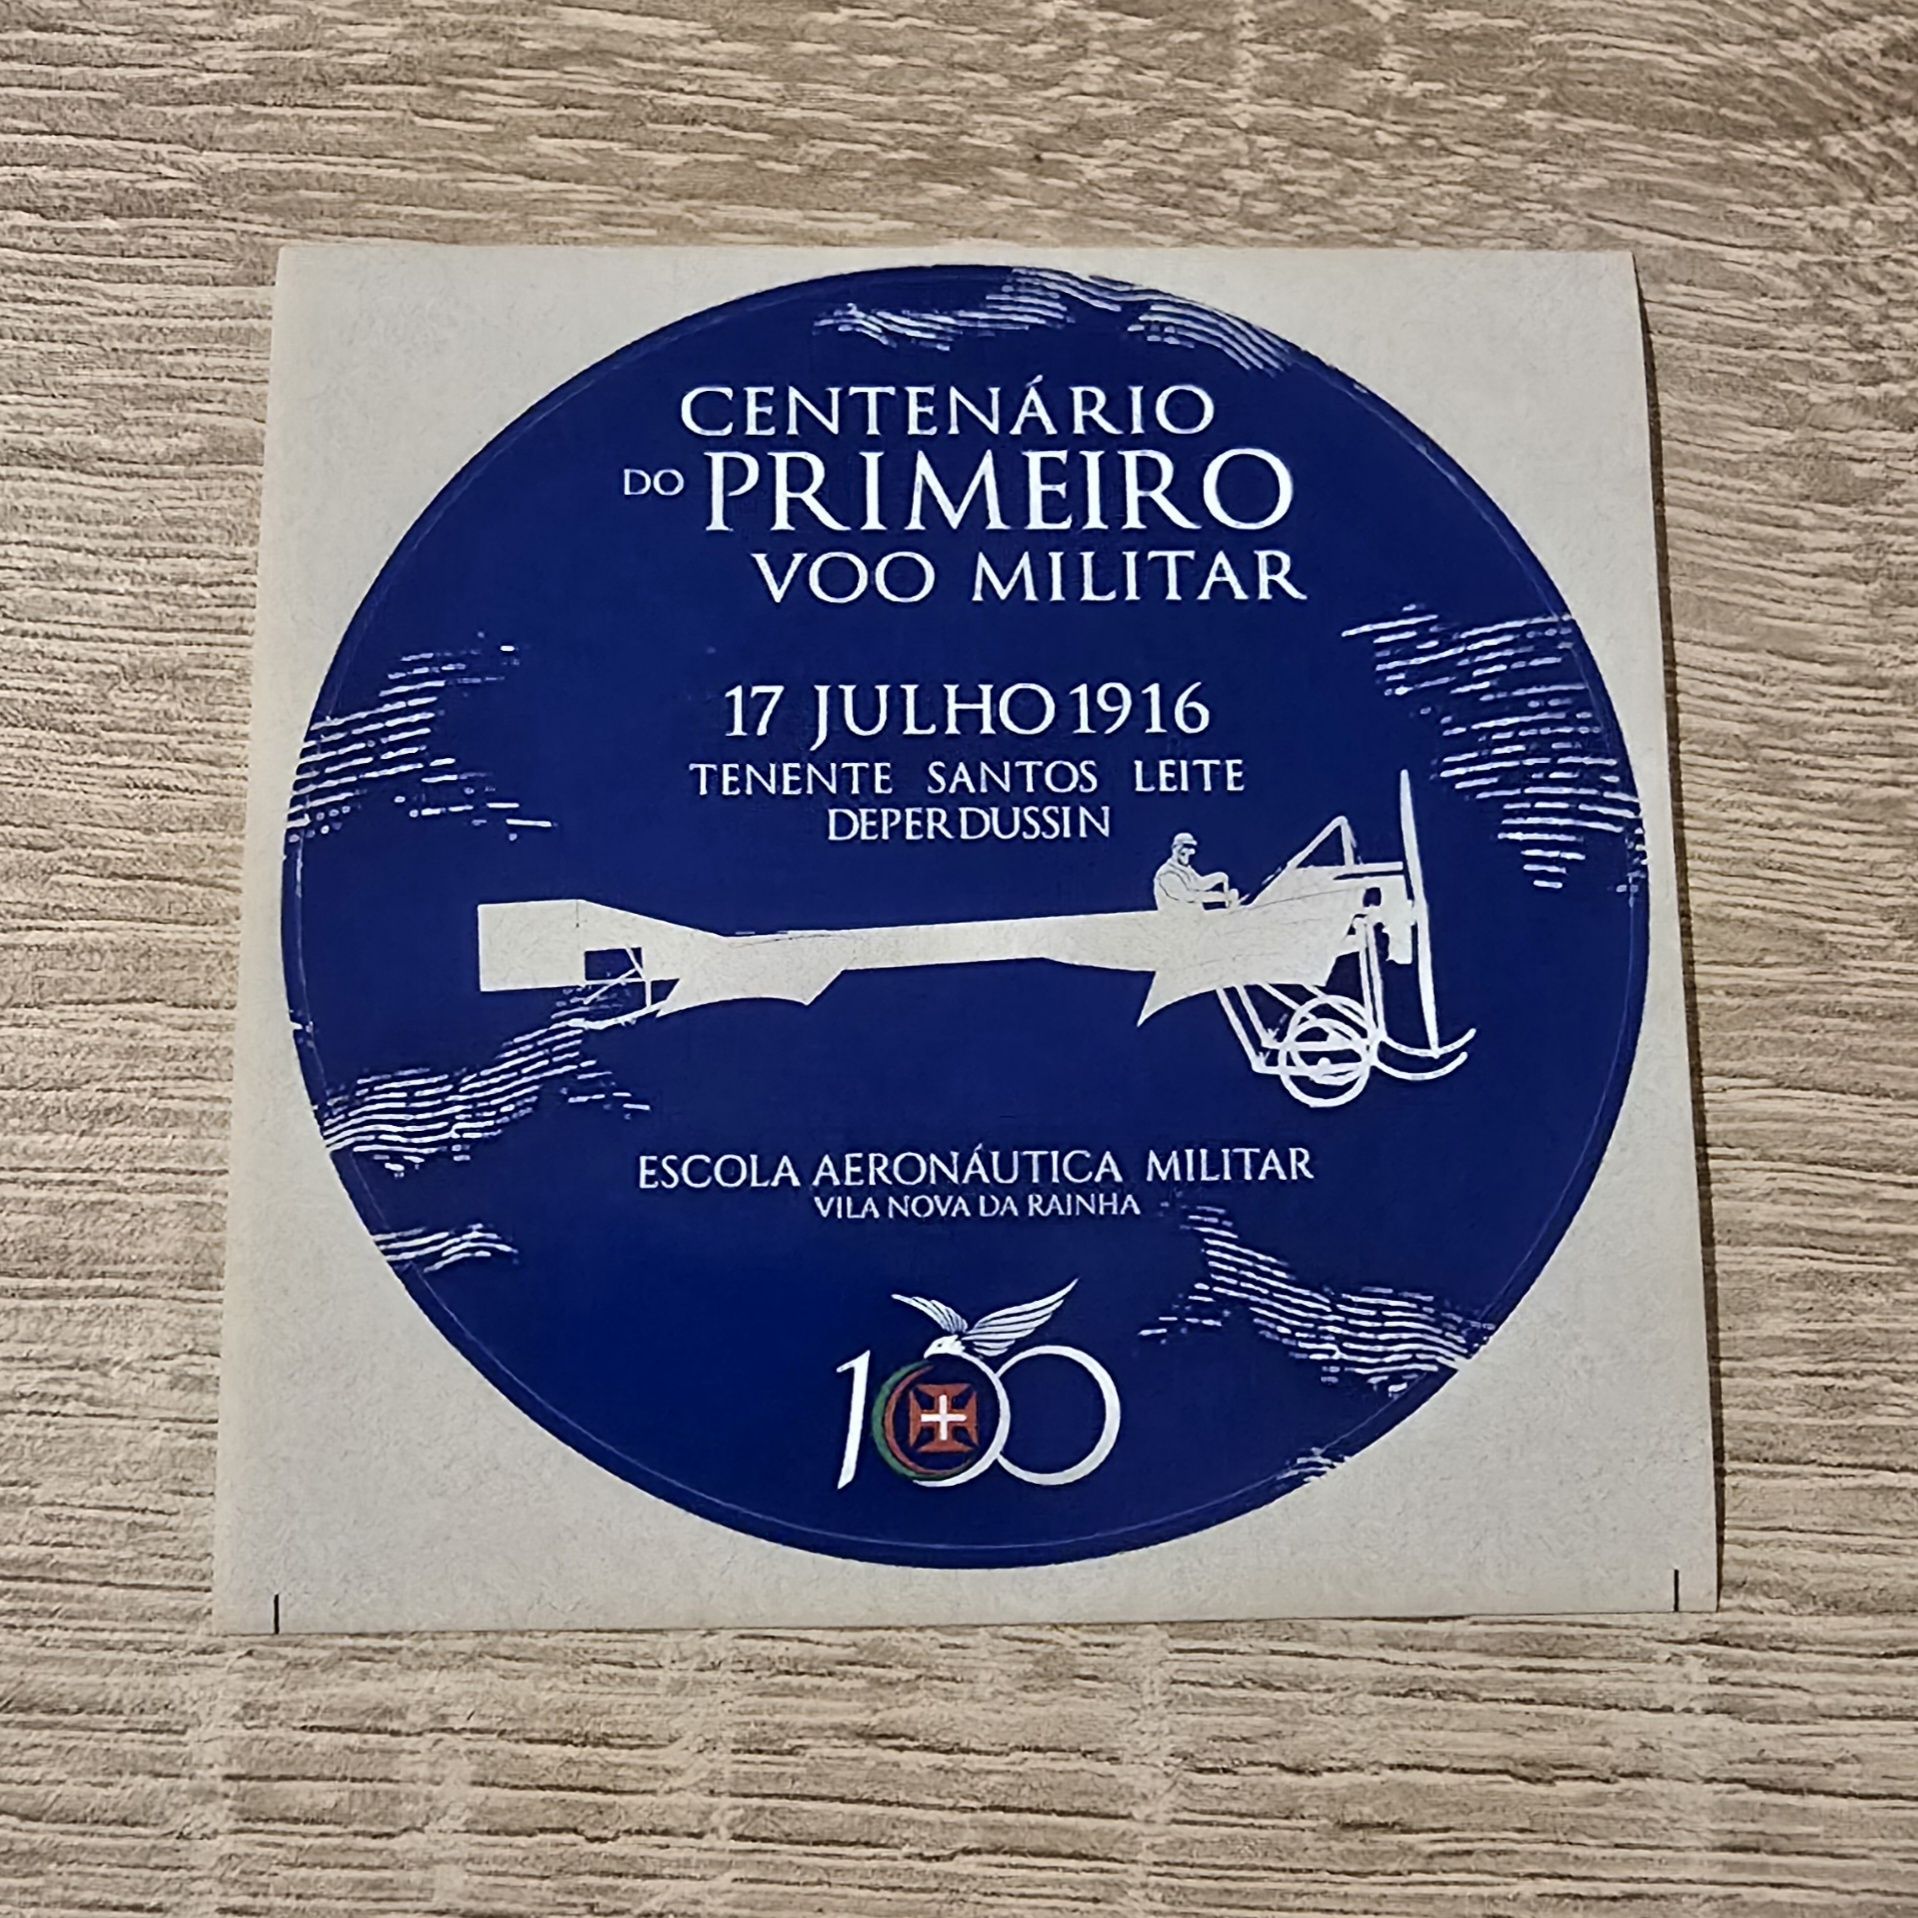 CENTENÁRIO
DO PRIMEIRO
VOO MILITAR
17 JULHO 1916
TENENTE SANTOS LEITE
DEPERDUSSIN
ESCOLA AERONÁUTICA MILITAR
VILA NOVA DA RAINHA
100